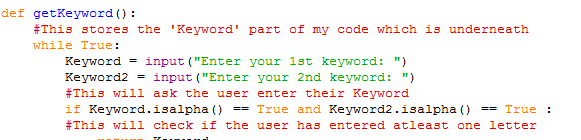 def getKeyword():
#This stores the 'Keyword' part of my code which is underneath
while True:
Keyword = input("Enter your 1st keyword: ")
Keyword2 = input("Enter your 2nd keyword: ")
#This will ask the user enter their Keyword
if Keyword.isalpha() == True and Keyword2.isalpha() == True :
#This will check if the user has entered atleast one letter